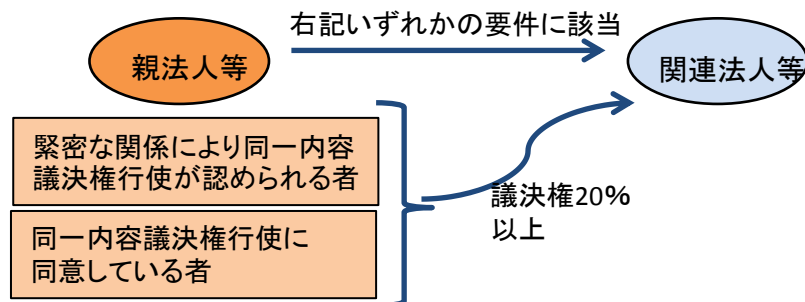 右記いずれかの要件に該当
親法人等
関連法人等
緊密な関係により同一内容
議決権行使が認められる者
議決権20%
以上
同一内容議決権行使に
同意している者